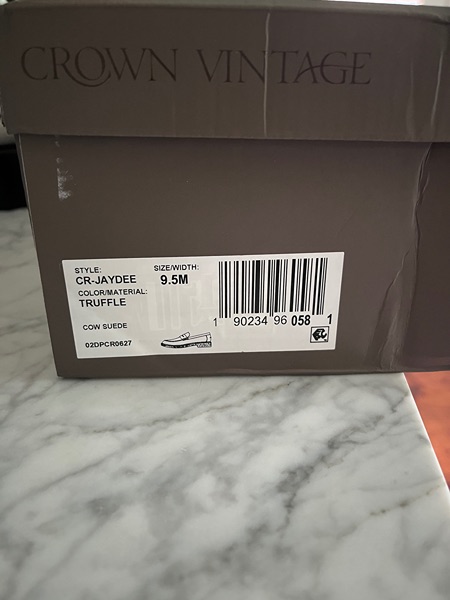 CROWN VINTAGE
STYLE: SIZE/WIDTH:
CR-JAYDEE 9.5M
COLOR/MATERIAL:
TRUFFLE
COW SUEDE
02DPCR0627
1 90234 96 058 1